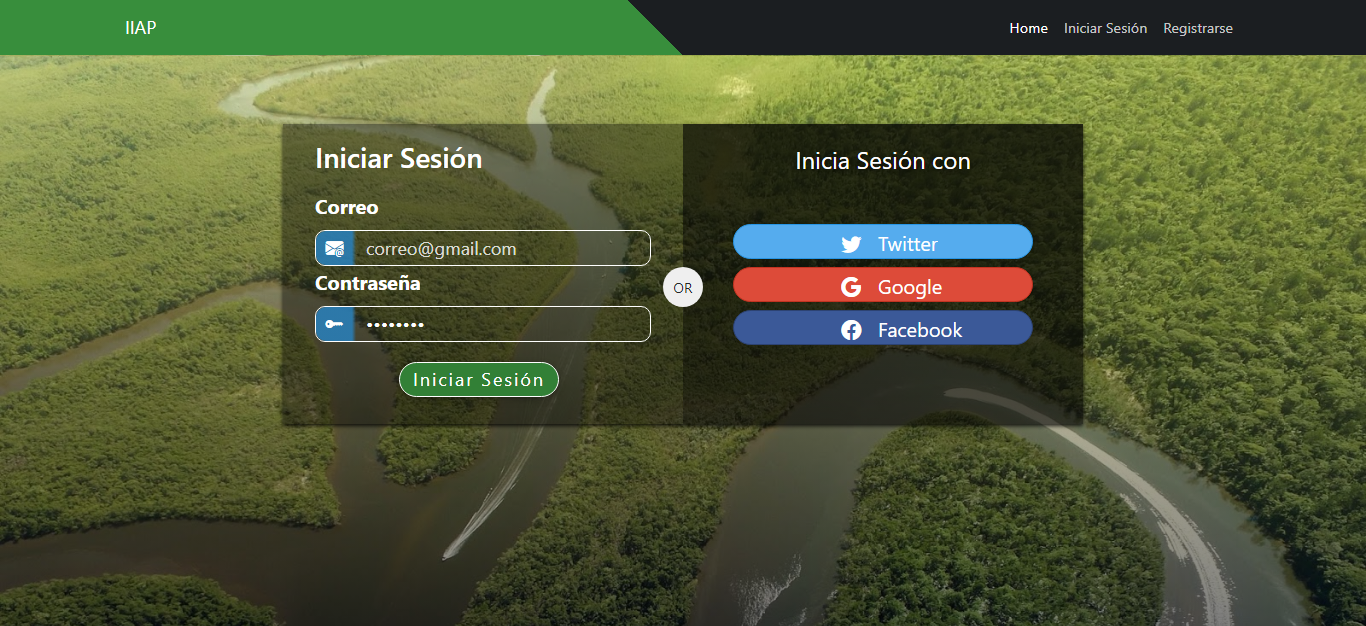 IIAP
Home Iniciar Sesión Registrarse
Iniciar Sesión
Correo
correo@gmail.com
Contraseña
••••••••
Iniciar Sesión
OR
Inicia Sesión con
Twitter
Google
Facebook